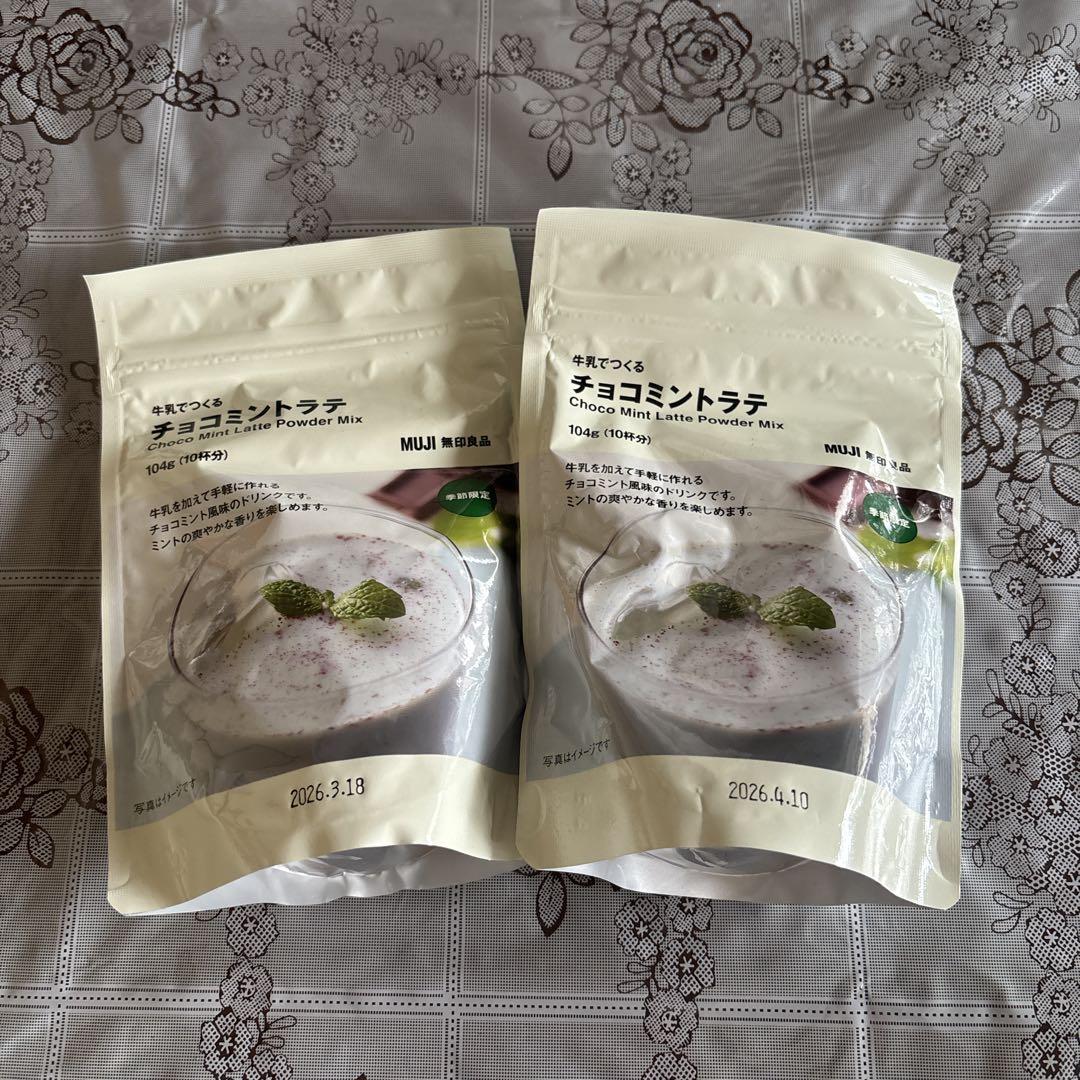 牛乳でつくる
チョコミントラテ
Choco Mint Latte Powder Mix
104g(10杯分)
MUJI 無印良品
牛乳を加えて手軽に作れる
チョコミント風味のドリンクです。
ミントの爽やかな香りを楽しめます。
季節限定
写真はイメージです
2026.3.18
牛乳でつくる
チョコミントラテ
Choco Mint Latte Powder Mix
104g(10杯分)
MUJI 無印良品
牛乳を加えて手軽に作れる
チョコミント風味のドリンクです。
ミントの爽やかな香りを楽しめます。
季節限定
写真はイメージです
2026.4.10